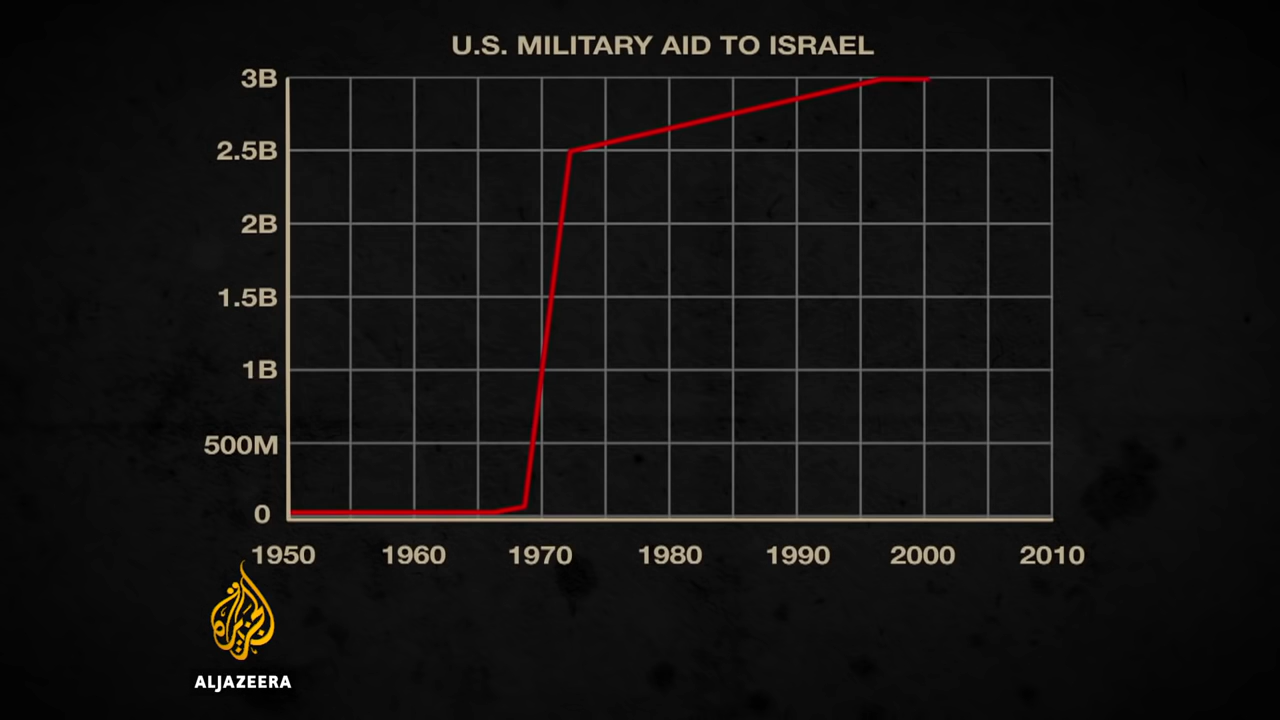 U.S. MILITARY AID TO ISRAEL
3B
2.5B
2B
1.5B
1B
500M
0
1950 1960 1970 1980 1990 2000 2010
الجزيرة
ALJAZEERA